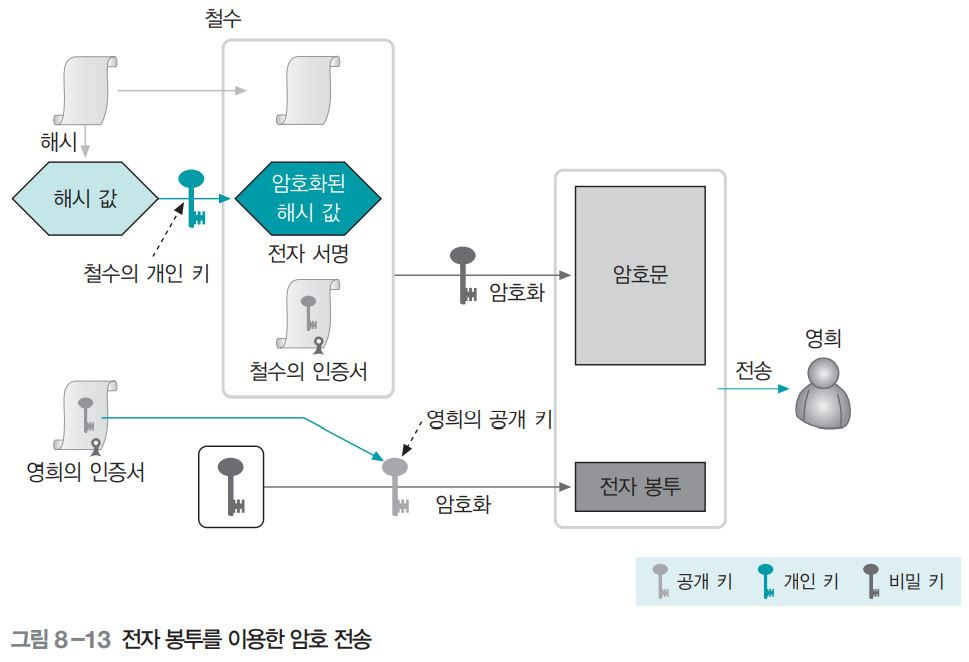 철수
해시
해시 값
암호화된
해시 값
전자 서명
철수의 개인 키
암호화
암호문
철수의 인증서
영희
전송
영희의 공개 키
영희의 인증서
암호화
전자 봉투
공개 키
개인 키
비밀 키
그림 8-13 전자 봉투를 이용한 암호 전송